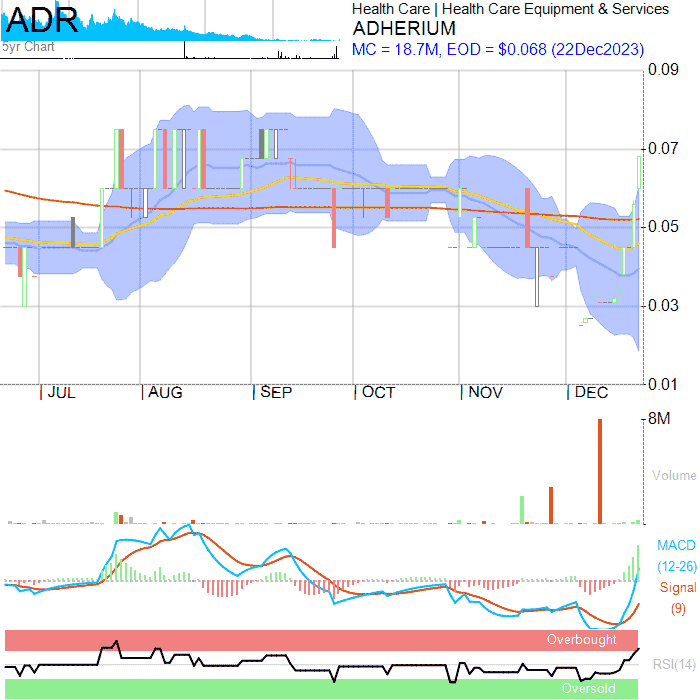 ADR
5yr Chart
Health Care | Health Care Equipment & Services
ADHERIUM
MC = 18.7M, EOD = $0.068 (22Dec2023)
0.09
0.07
0.05
0.03
0.01
| JUL | AUG | SEP | OCT | NOV | DEC
8M
Volume
MACD
(12-26)
Signal
(9)
Overbought
RSI(14)
Oversold